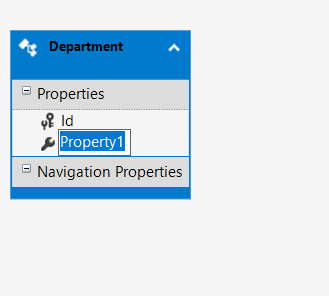 Department
Properties
Id
Property1
Navigation Properties